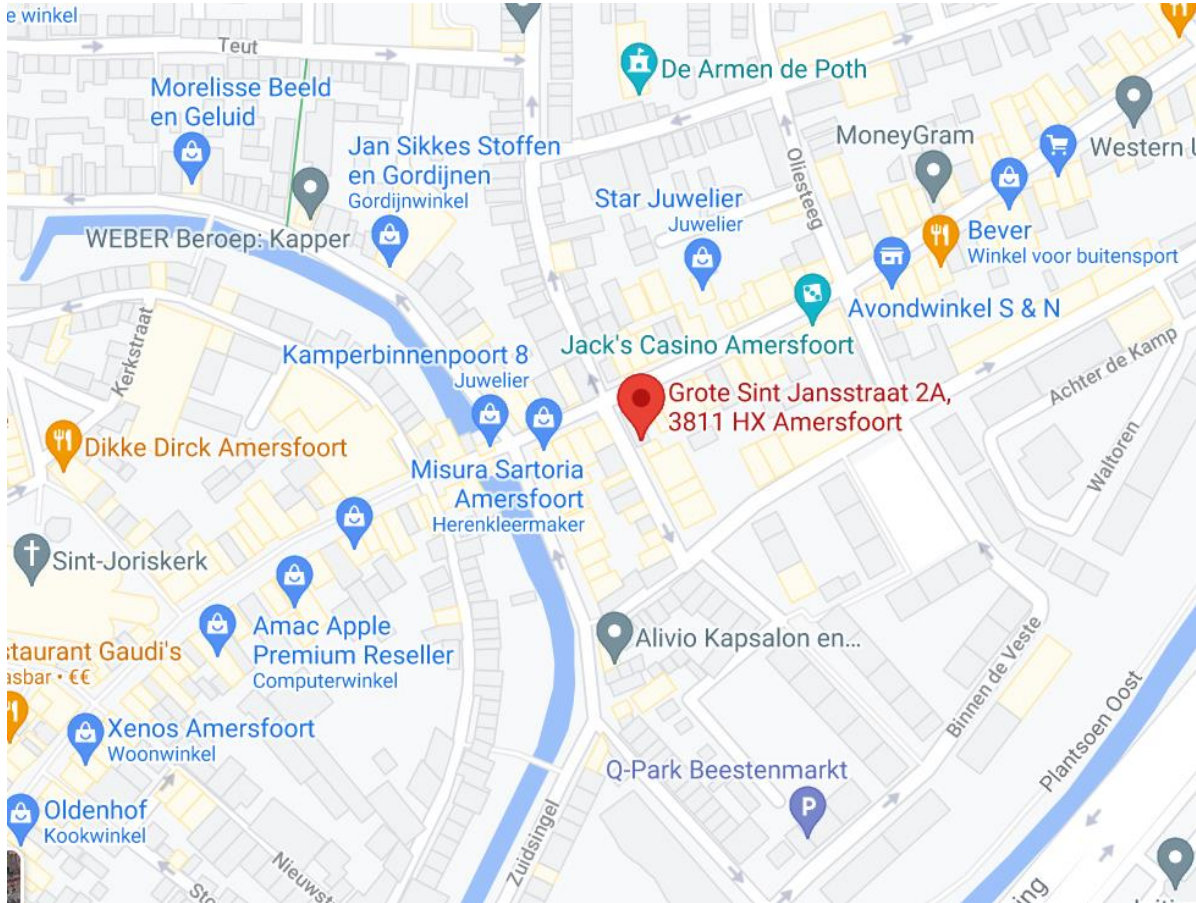 e winkel
Teut
De Armen de Poth
Morelisse Beeld
en Geluid
Jan Sikkes Stoffen
en Gordijnen
Gordijnwinkel
Oliesteeg
MoneyGram
Western
Star Juwelier
Juwelier
WEBER Beroep: Kapper
Bever
Winkel voor buitensport
Avondwinkel S & N
Kerkstraat
Kamperbinnenpoort 8
Juwelier
Jack's Casino Amersfoort
Achter de Kamp
Grote Sint Jansstraat 2A,
3811 HX Amersfoort
Dikke Dirck Amersfoort
Misura Sartoria
Amersfoort
Herenkleermaker
Waltoren
Sint-Joriskerk
Amac Apple
Premium Reseller
Computerwinkel
Alivio Kapsalon en...
staurant Gaudi's
asbar • €€
Binnen de Veste
Plantsoen Oost
Xenos Amersfoort
Woonwinkel
Q-Park Beestenmarkt
P
Oldenhof
Kookwinkel
Zuidsingel
Nieuwst
Sto
ing